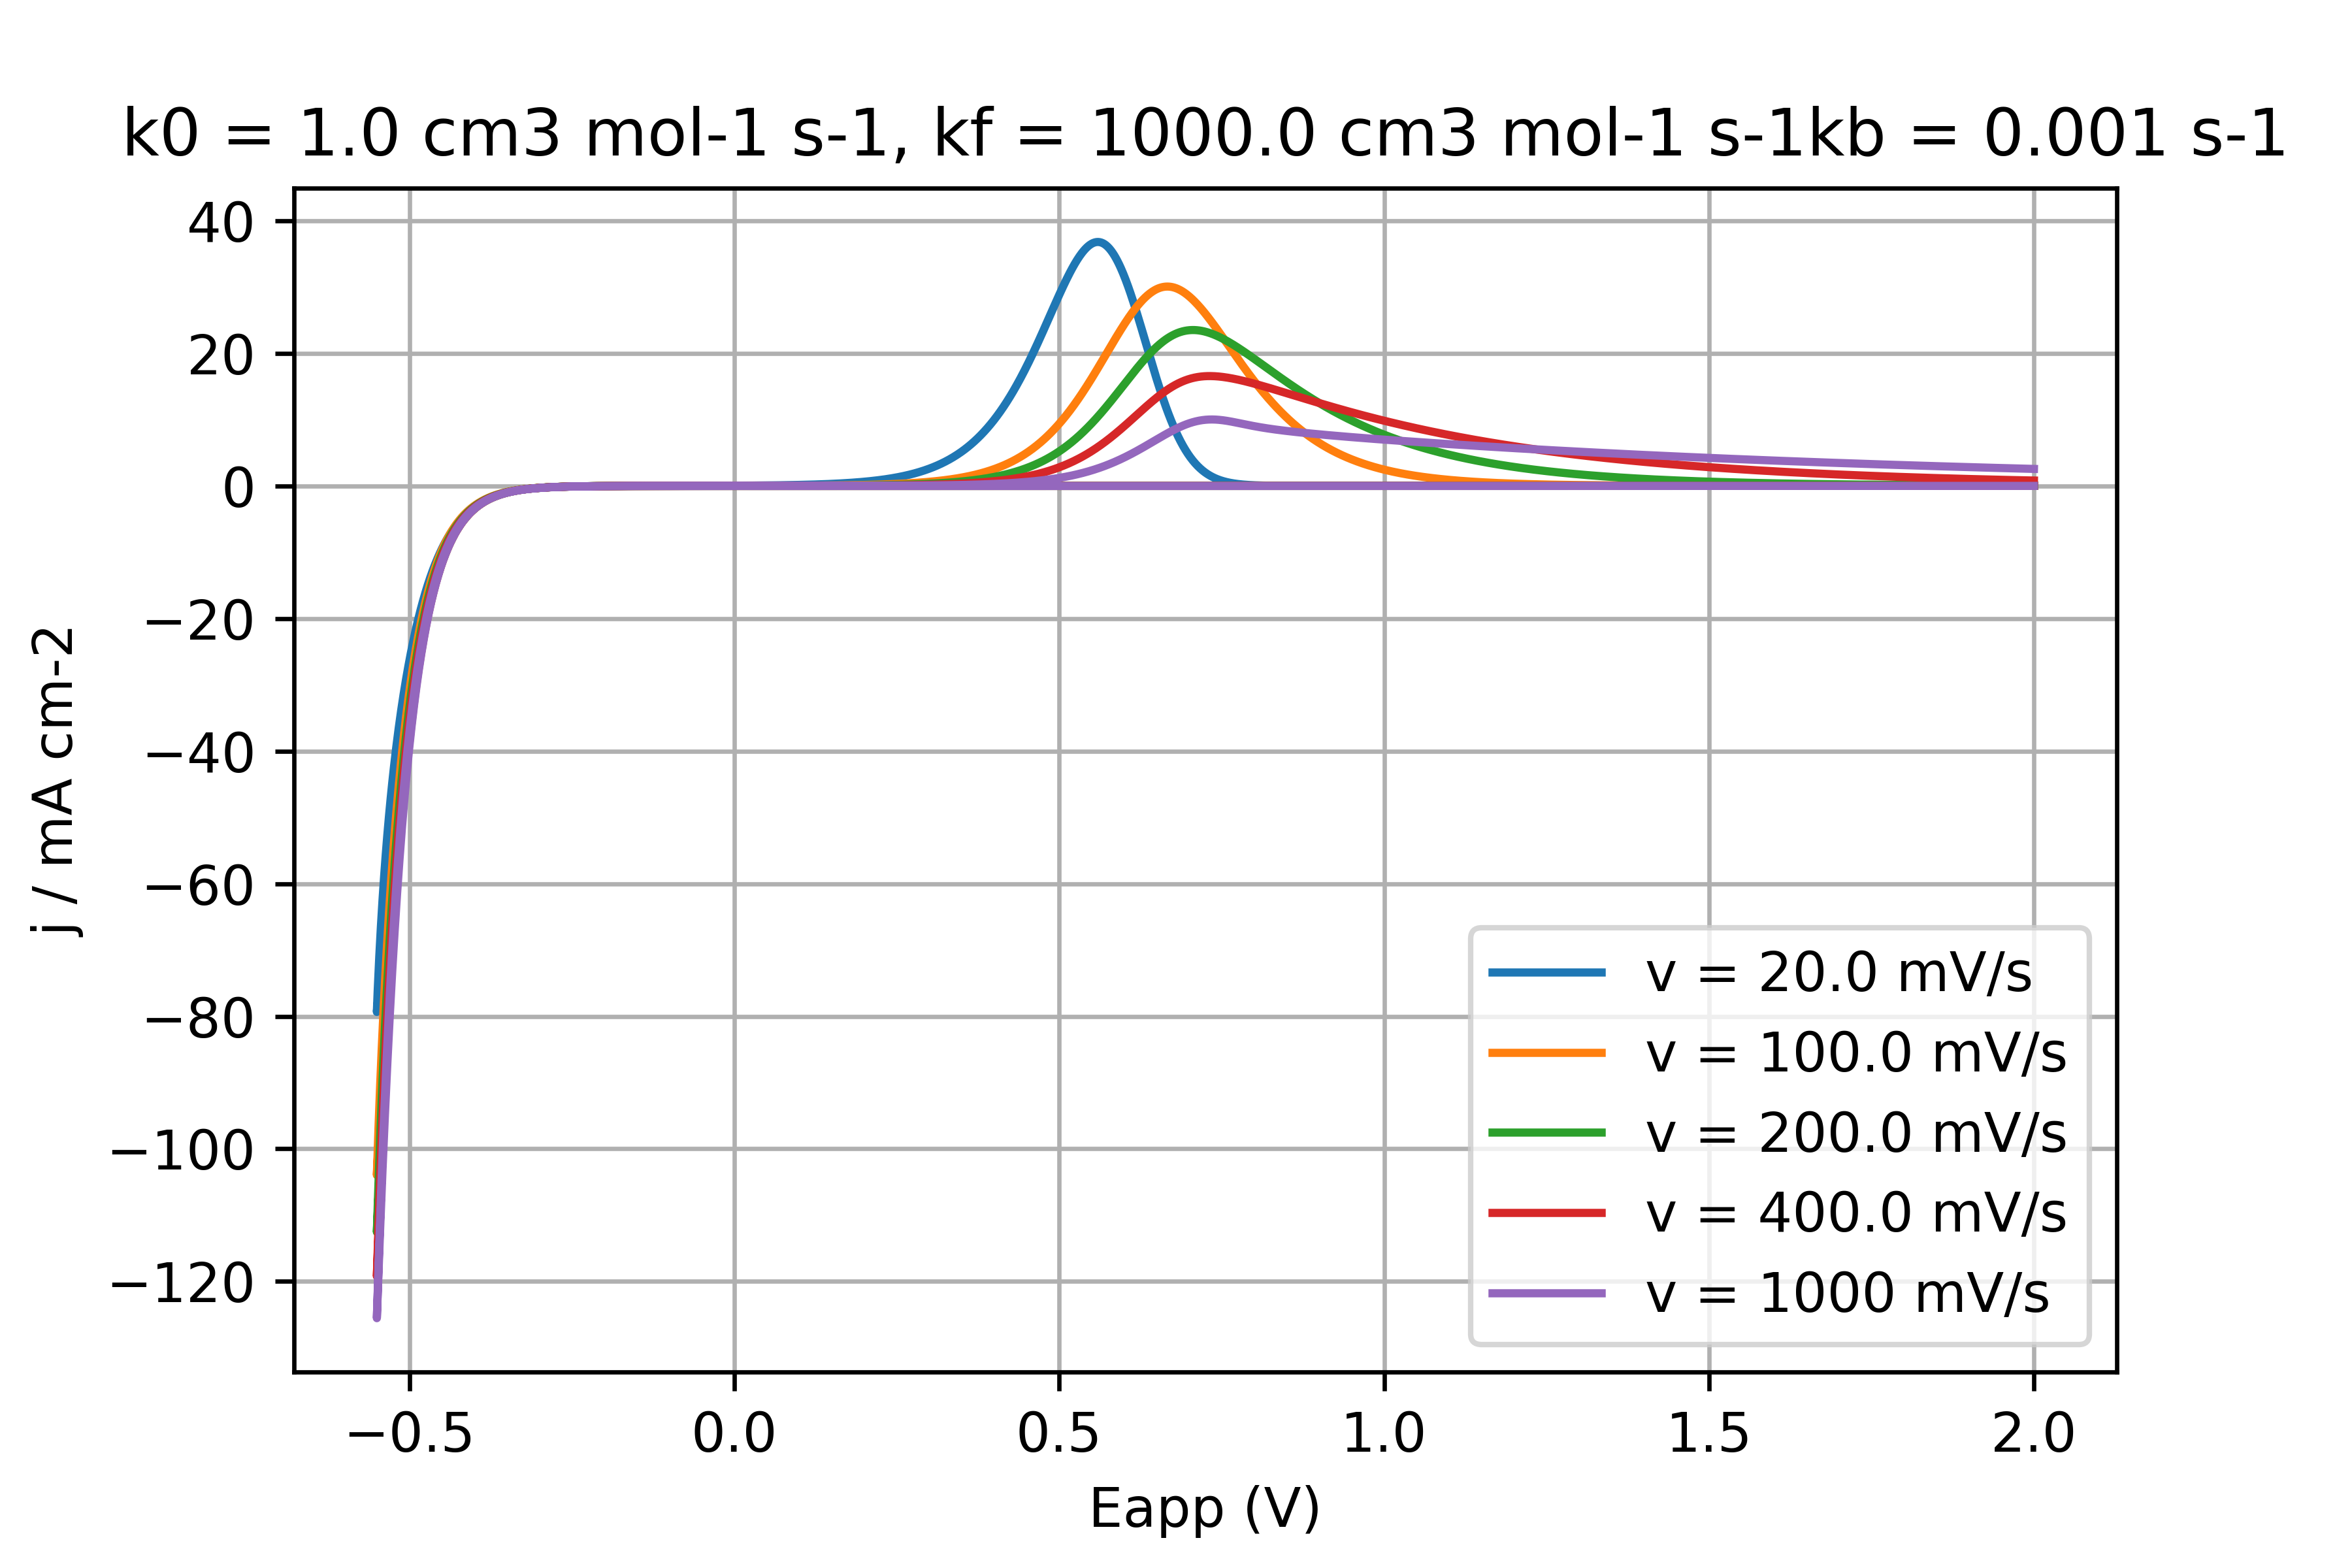 k0 = 1.0 cm3 mol-1 s-1, kf = 1000.0 cm3 mol-1 s-1kb = 0.001 s-1
40
20
0
−20
−40
−60
−80
−100
−120
j / mA cm-2
v = 20.0 mV/s
v = 100.0 mV/s
v = 200.0 mV/s
v = 400.0 mV/s
v = 1000 mV/s
−0.5 0.0 0.5 1.0 1.5 2.0
Eapp (V)